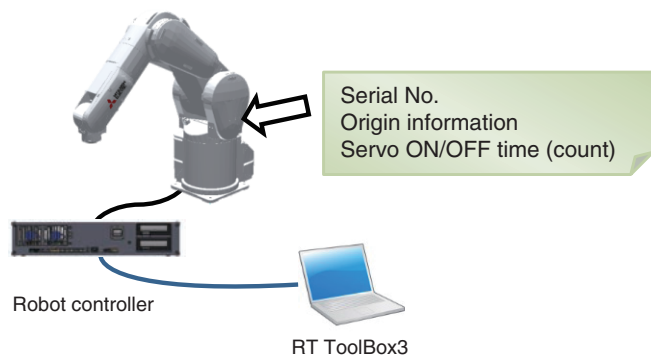 Serial No.
Origin information
Servo ON/OFF time (count)
Robot controller
RT ToolBox3